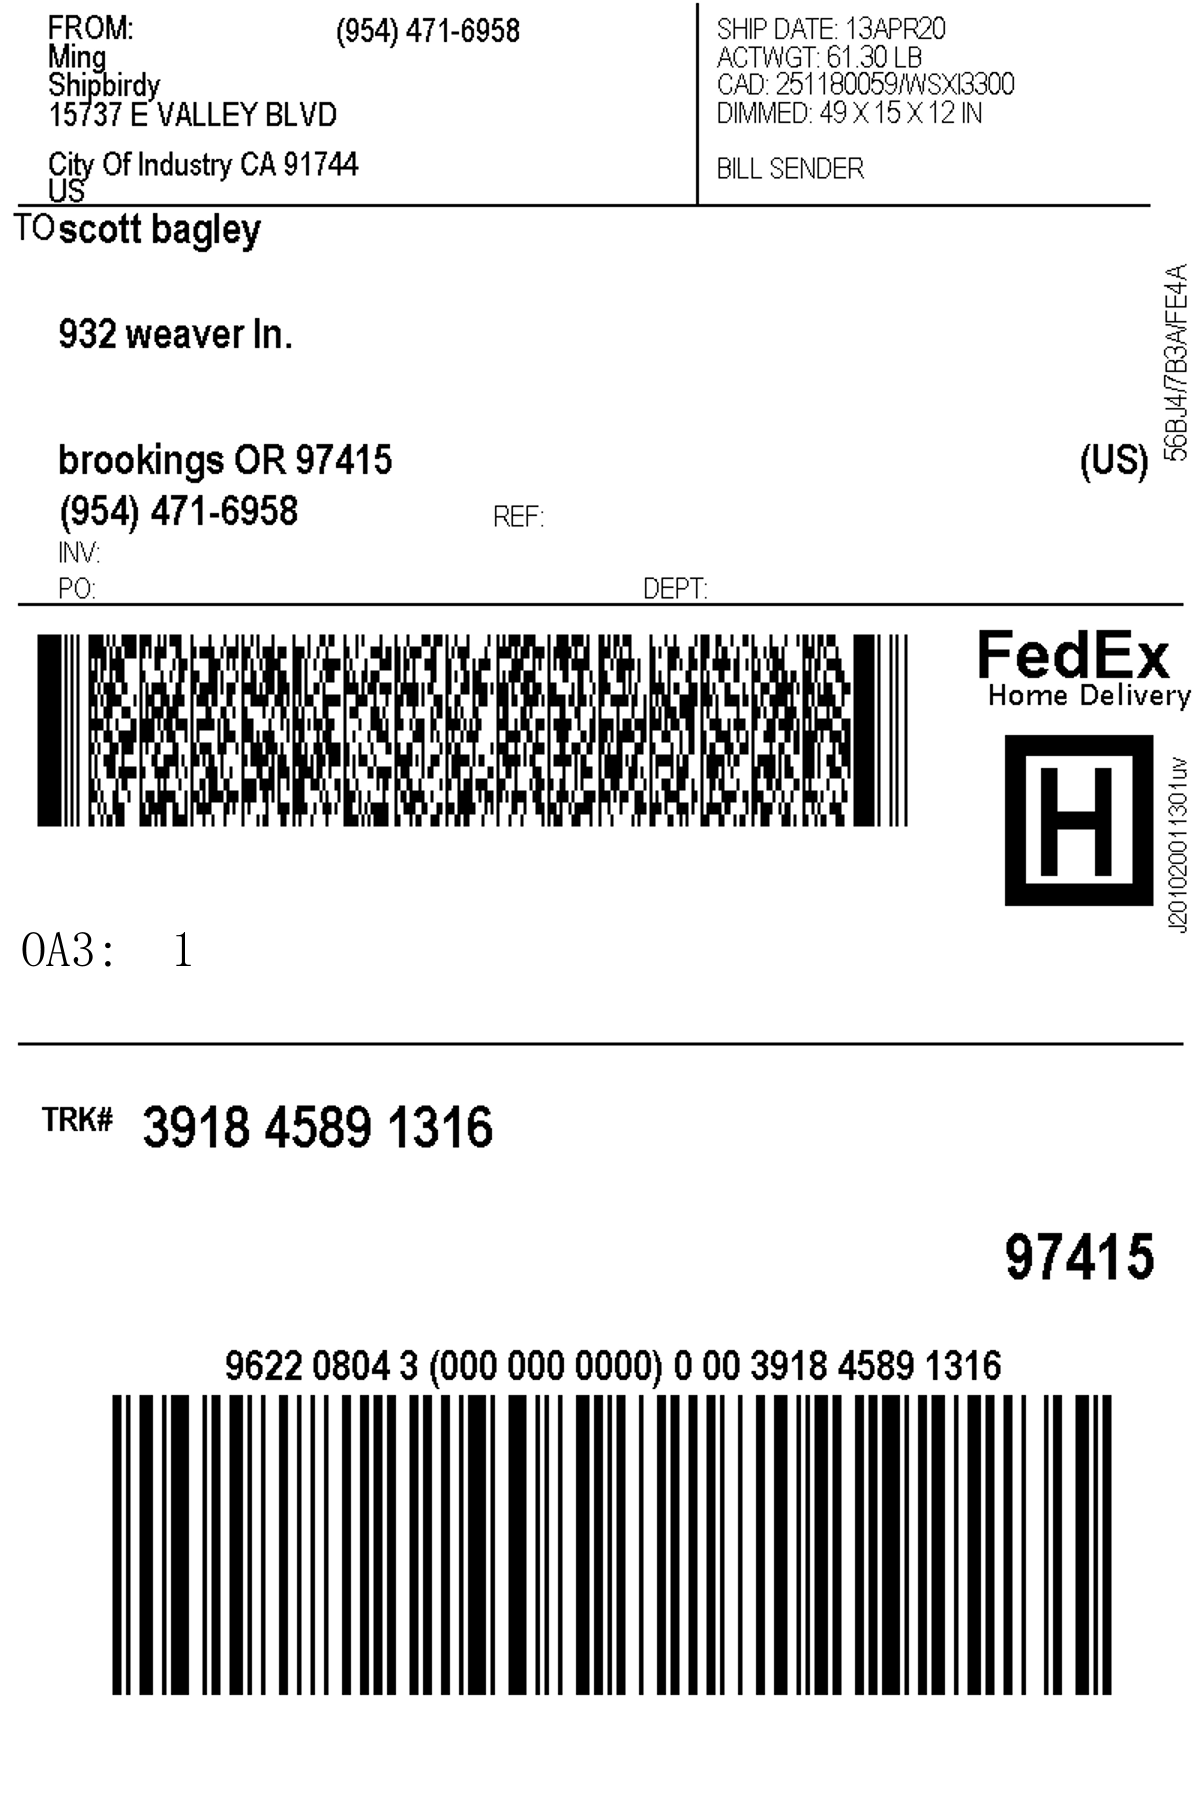 FROM: (954) 471-6958
Ming
Shipbirdy
15737 E VALLEY BLVD
City Of Industry CA 91744
US
SHIP DATE: 13APR20
ACTWGT: 61.30 LB
CAD: 251180059/WSXI3300
DIMMED: 49 X 15 X 12 IN
BILL SENDER
TO scott bagley
932 weaver ln.
brookings OR 97415 (US)
(954) 471-6958 REF:
INV:
PO: DEPT:
56BJ4/7B3A/FE4A
FedEx
Home Delivery
H
J201020011301uv
OA3: 1
TRK# 3918 4589 1316
97415
9622 0804 3 (000 000 0000) 0 00 3918 4589 1316